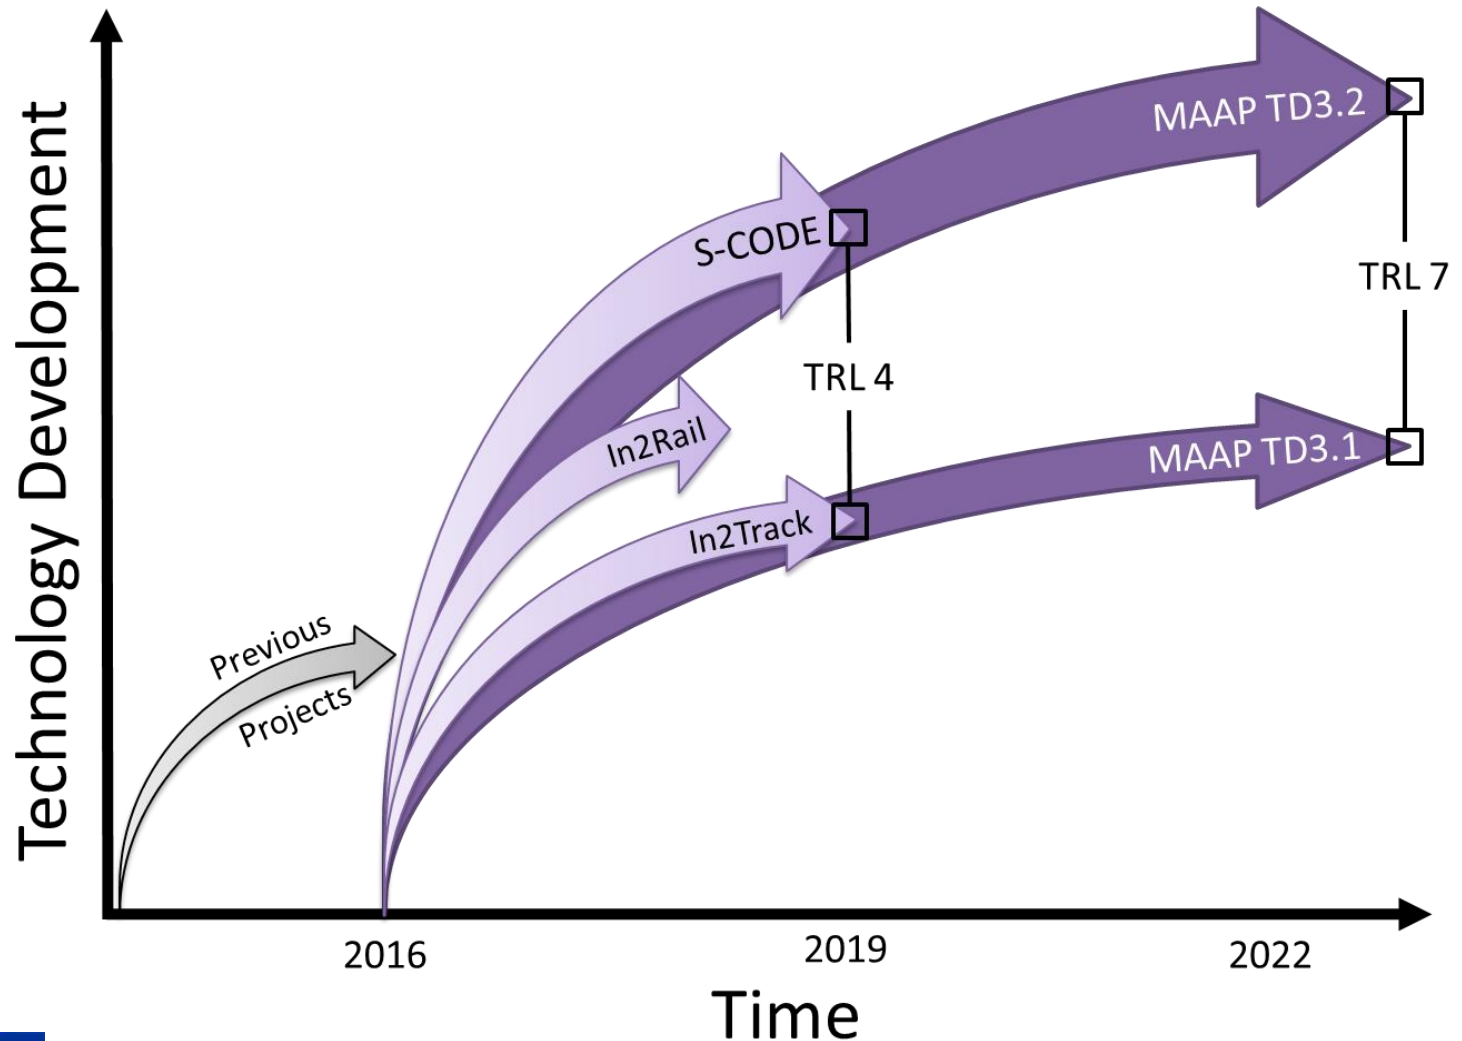 Technology Development
MAAP TD3.2
S-CODE
TRL 7
TRL 4
In2Rail
MAAP TD3.1
In2Track
Previous
Projects
2016
2019
2022
Time